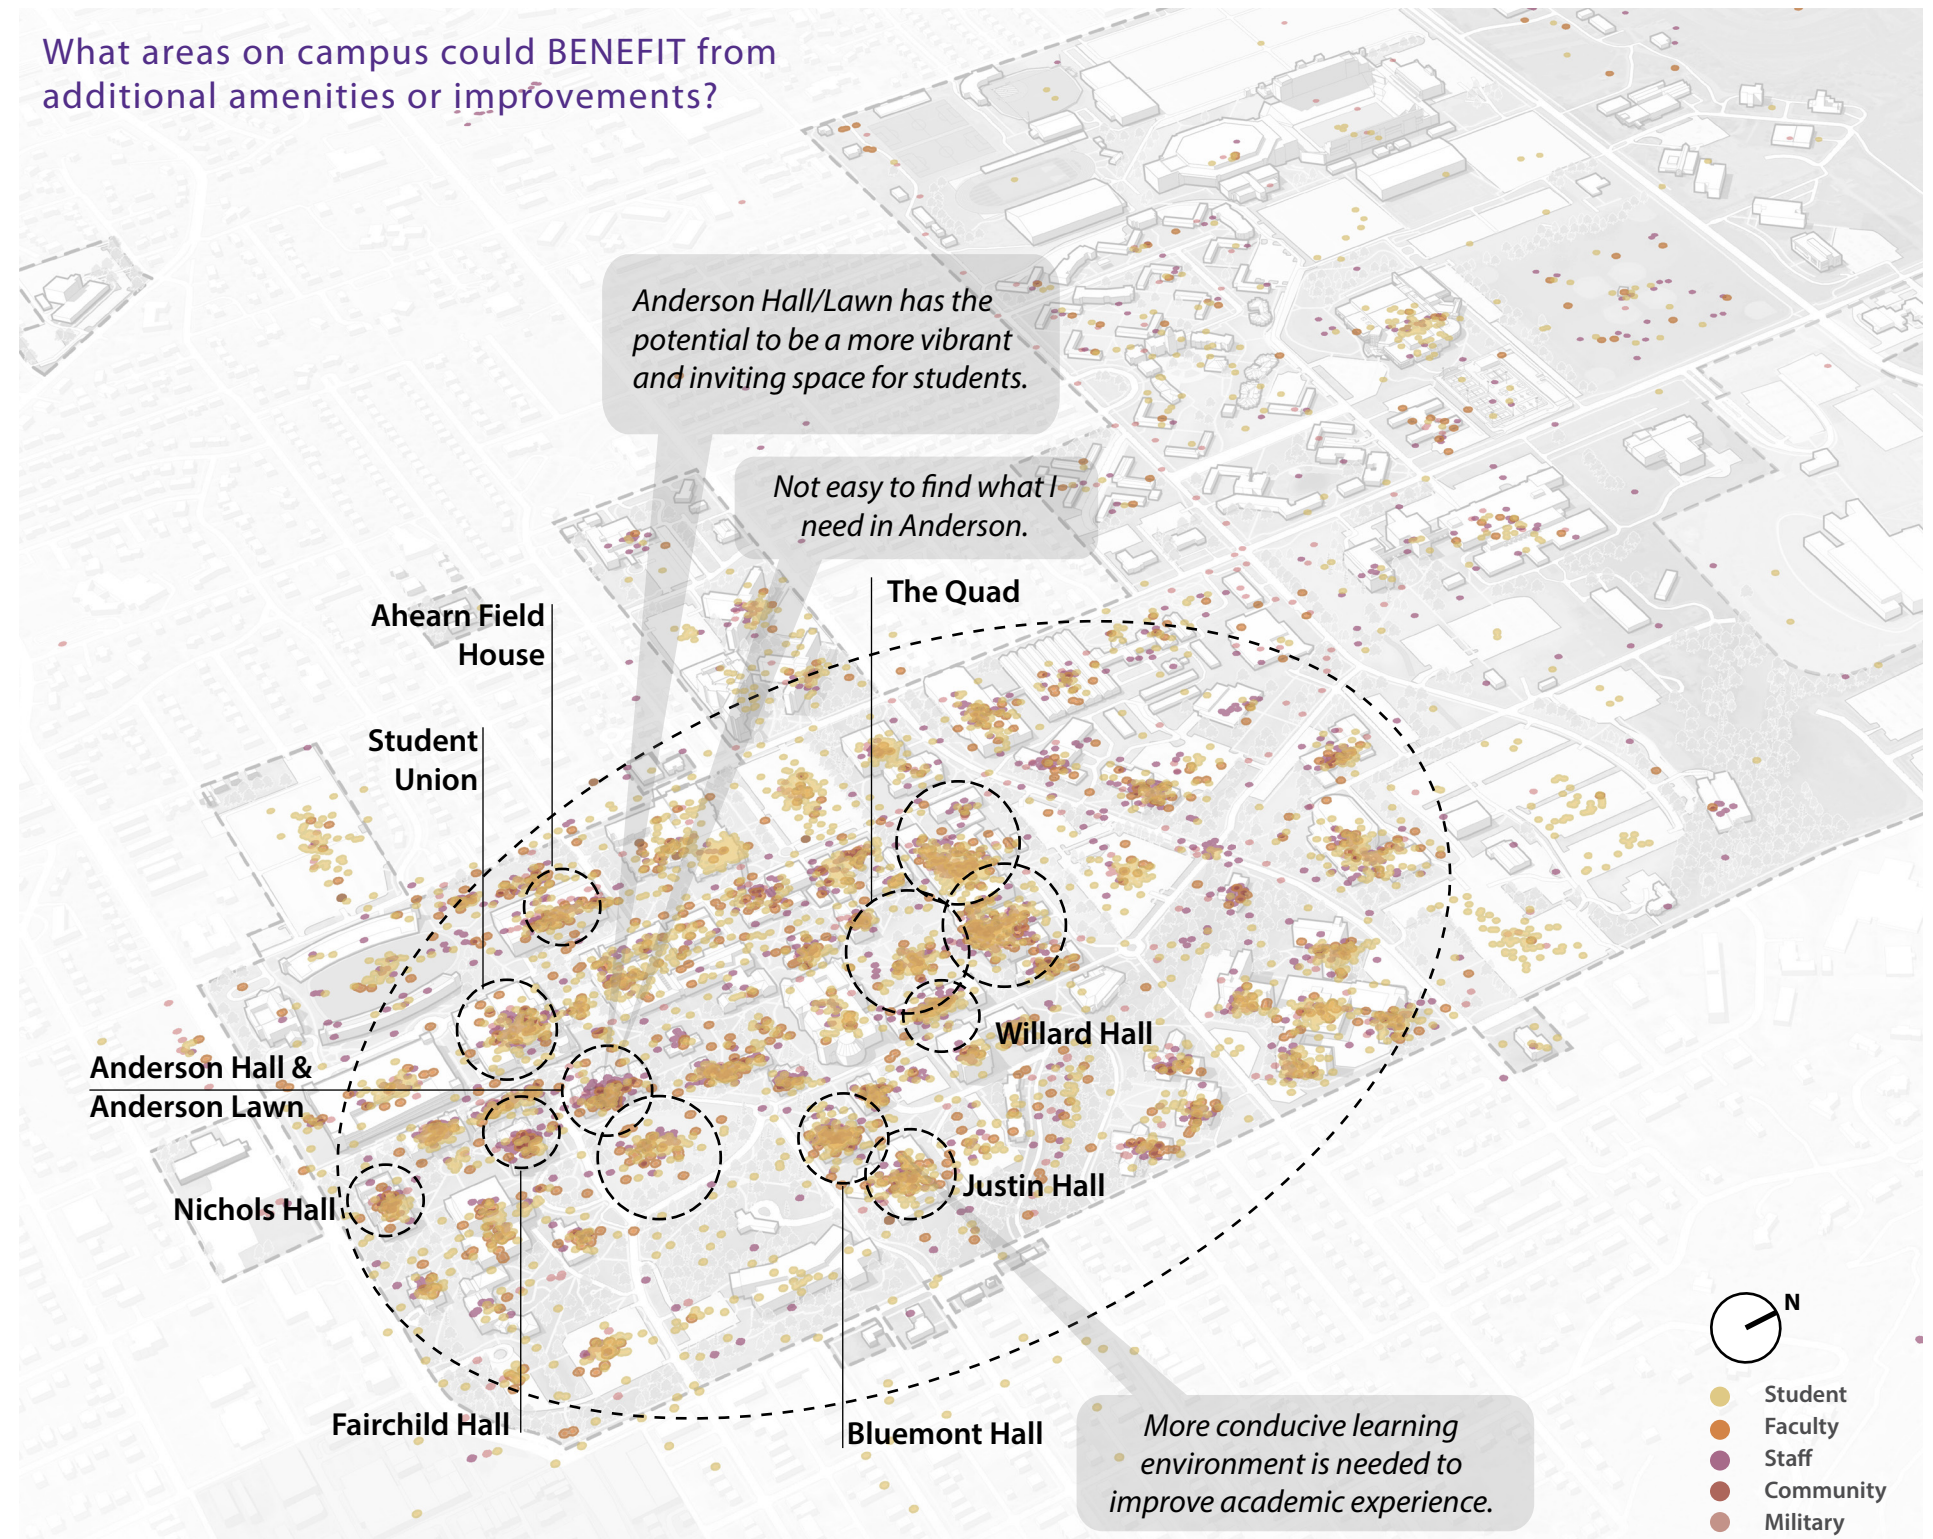 What areas on campus could BENEFIT from
additional amenities or improvements?
Anderson Hall/Lawn has the
potential to be a more vibrant
and inviting space for students.
Not easy to find what I
need in Anderson.
The Quad
Ahearn Field
House
Student
Union
Willard Hall
Anderson Hall &
Anderson Lawn
Justin Hall
Nichols Hall
Fairchild Hall
Bluemont Hall
More conducive learning
environment is needed to
improve academic experience.
N
Student
Faculty
Staff
Community
Military